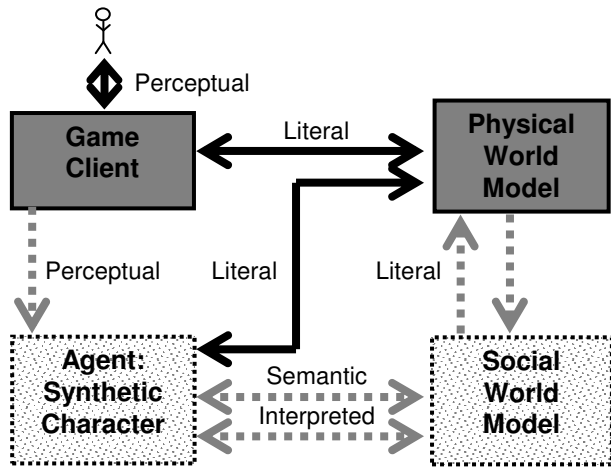 Perceptual
Game
Client
Literal
Physical
World
Model
Perceptual
Literal
Literal
Agent:
Synthetic
Character
Semantic
Interpreted
Social
World
Model